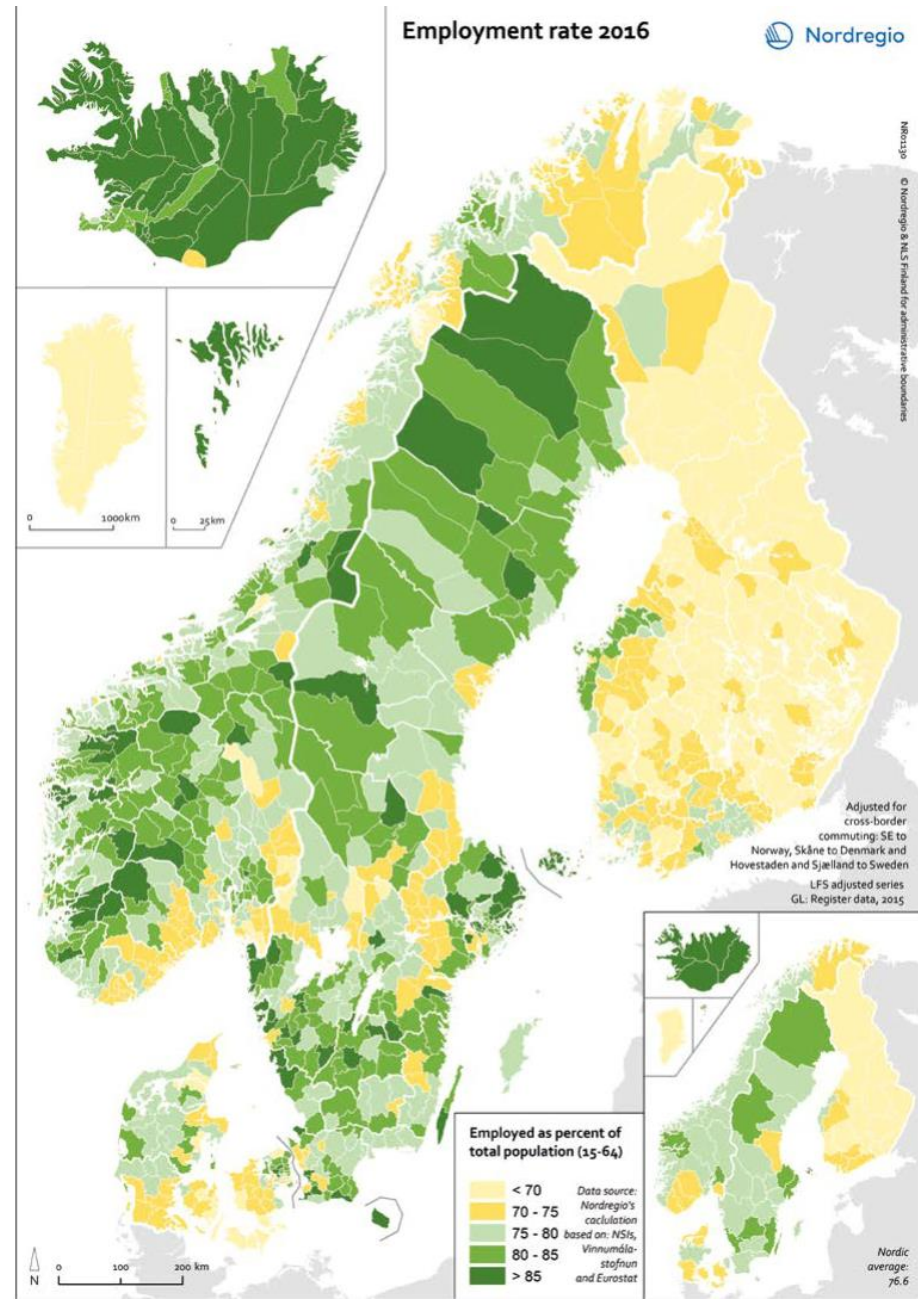 Employment rate 2016
Nordregio
NR01130 © Nordregio & NLS Finland for administrative boundaries
0 1000km
0 25km
Adjusted for
cross-border
commuting: SE to
Norway, Skåne to Denmark and
Hovestaden and Sjælland to Sweden
LFS adjusted series
GL: Register data, 2015
Employed as percent of
total population (15-64)
< 70
70 - 75
75 - 80
80 - 85
> 85
Data source:
Nordregio's
caclulation
based on: NSIs,
Vinnumála-
stofnun
and Eurostat
Nordic
average:
76.6
N
0 100 200 km